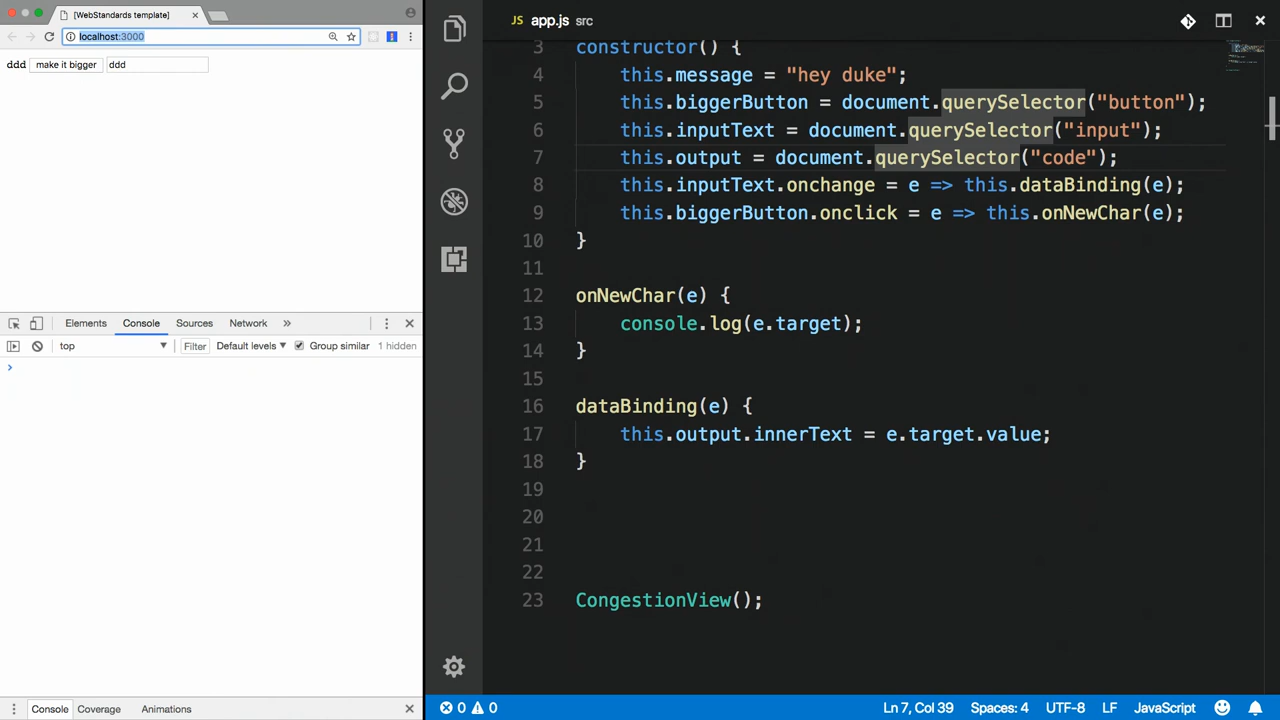 [WebStandards template]
localhost:3000
ddd make it bigger ddd
Elements Console Sources Network »
top Filter Default levels Group similar 1 hidden
>
Console Coverage Animations
JS app.js src
3 constructor() {
4 this.message = "hey duke";
5 this.biggerButton = document.querySelector("button");
6 this.inputText = document.querySelector("input");
7 this.output = document.querySelector("code");
8 this.inputText.onchange = e => this.dataBinding(e);
9 this.biggerButton.onclick = e => this.onNewChar(e);
10 }
11
12 onNewChar(e) {
13 console.log(e.target);
14 }
15
16 dataBinding(e) {
17 this.output.innerText = e.target.value;
18 }
19
20
21
22
23 CongestionView();
0 0 Ln 7, Col 39 Spaces: 4 UTF-8 LF JavaScript